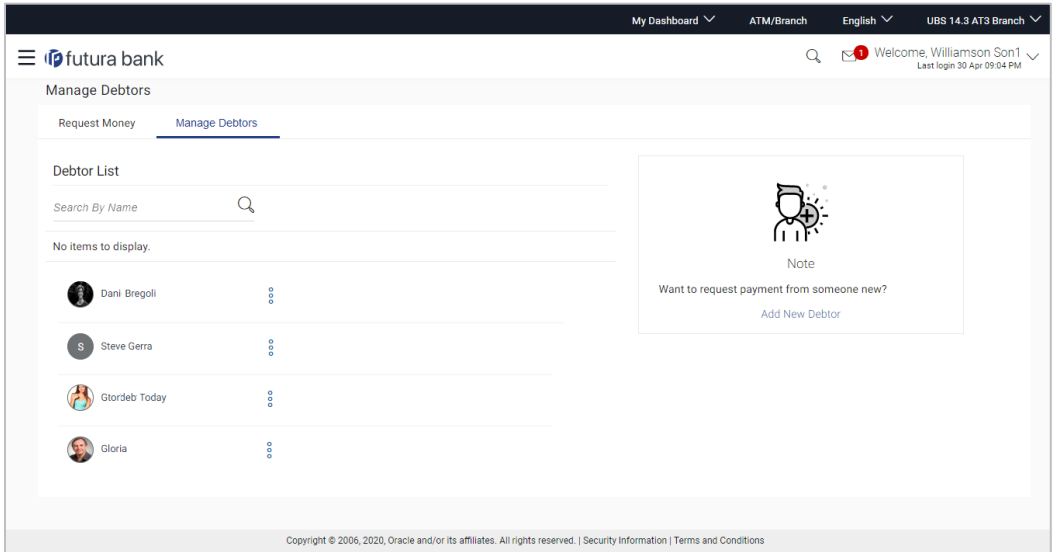 My Dashboard ATM/Branch English UBS 14.3 AT3 Branch
futura bank
1 Welcome, Williamson Son1
Last login 30 Apr 09:04 PM
Manage Debtors
Request Money Manage Debtors
Debtor List
Search By Name
No items to display.
Dani Bregoli
S Steve Gerra
Gtordeb Today
Gloria
Note
Want to request payment from someone new?
Add New Debtor
Copyright © 2006, 2020, Oracle and/or its affiliates. All rights reserved. | Security Information | Terms and Conditions